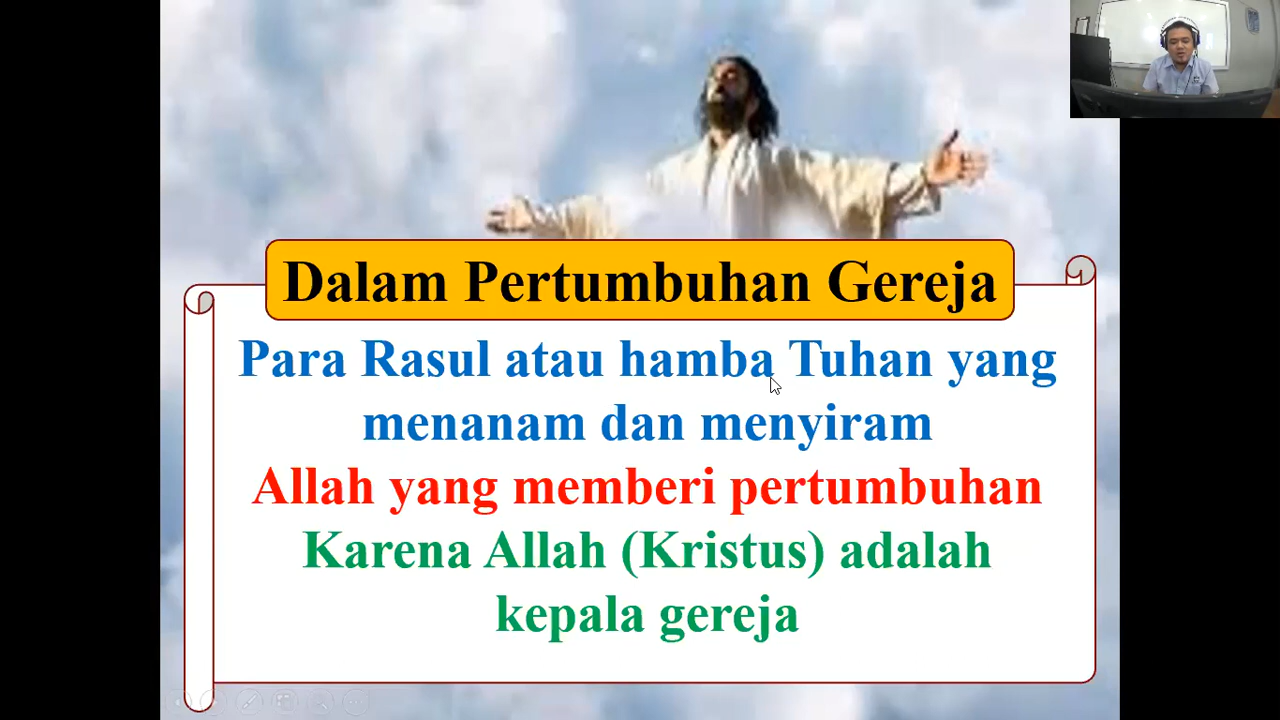 Dalam Pertumbuhan Gereja
Para Rasul atau hamba Tuhan yang
menanam dan menyiram
Allah yang memberi pertumbuhan
Karena Allah (Kristus) adalah
kepala gereja